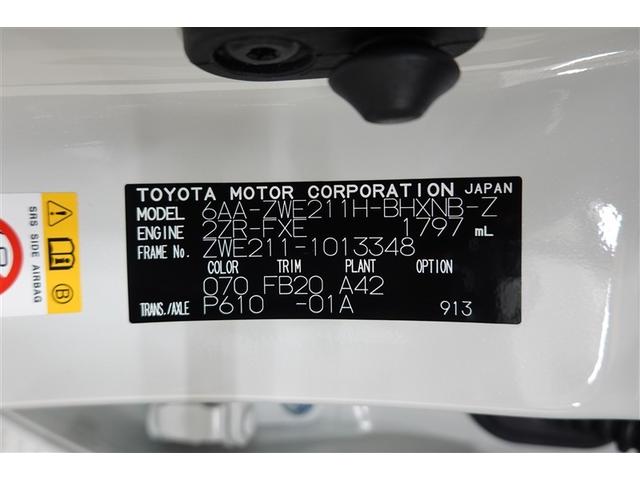 TOYOTA MOTOR CORPORATION JAPAN
MODEL 6AA-ZWE211H-BHXNB-Z
ENGINE 2ZR-FXE 1797 mL
FRAME No. ZWE211-1013348
COLOR TRIM PLANT OPTION
070 FB20 A42
TRANS./AXLE P610 -01A 913
SRS SIDE AIRBAG
B